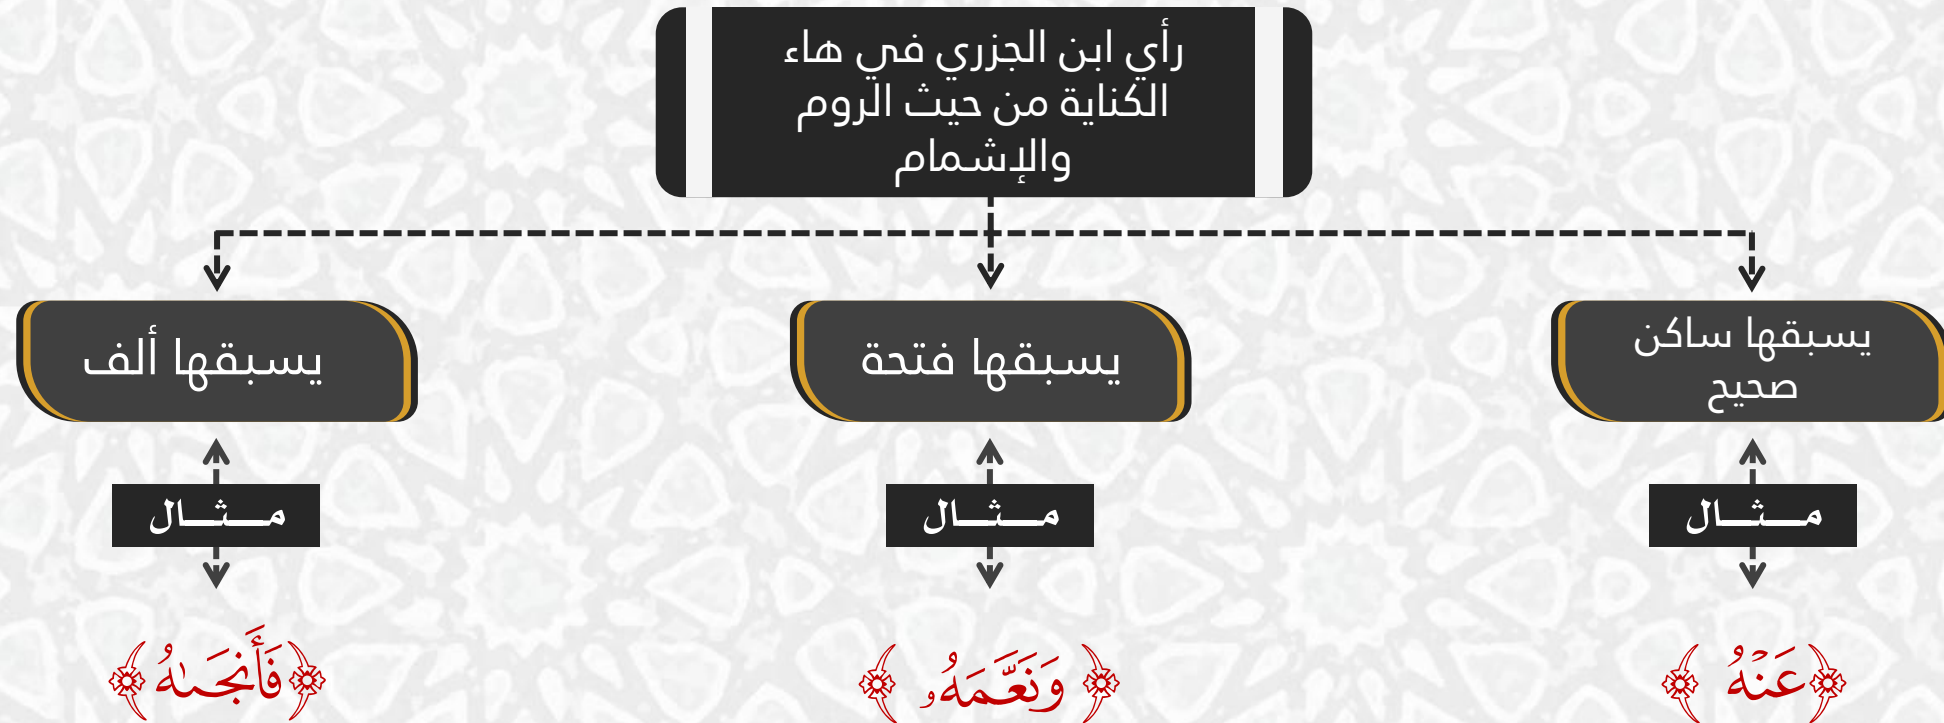 رأي ابن الجزري في هاء
الكناية من حيث الروم
والإشمام
يسبقها ساكن
صحيح
يسبقها فتحة
يسبقها ألف
مــثــال
مــثــال
مــثــال
﴿عَنۡهُ﴾
﴿وَنَعَّمَهُۥ﴾
﴿فَأَنجَىٰهُ﴾